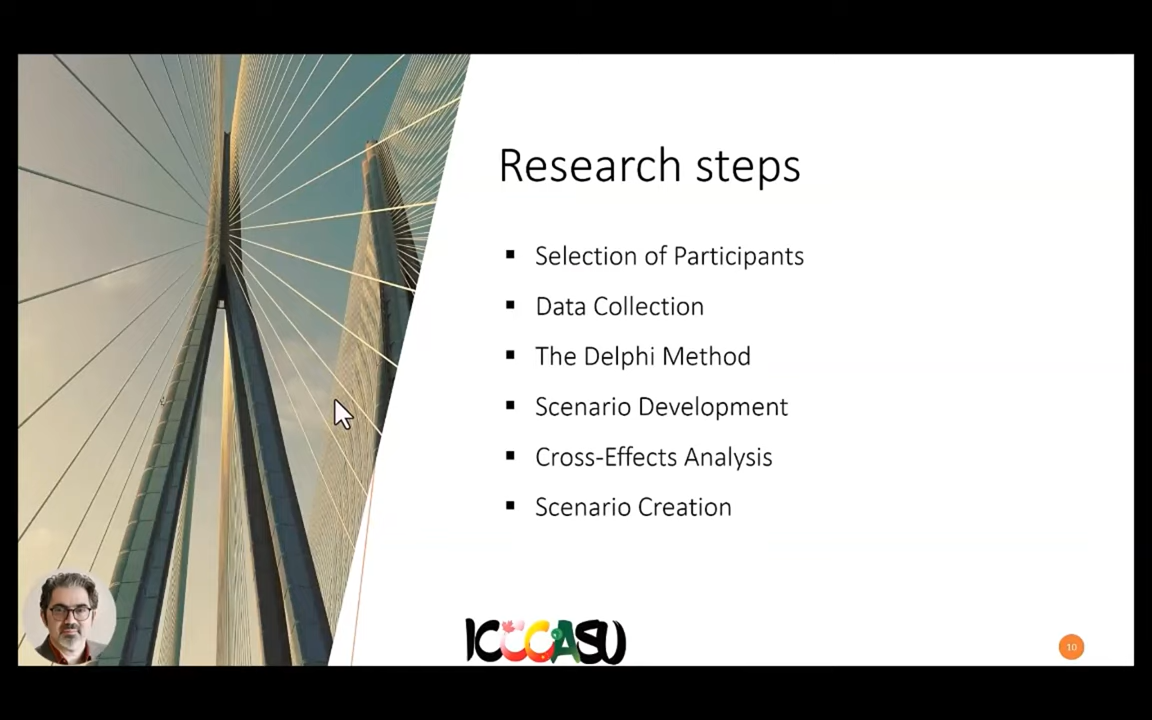 Research steps
▪ Selection of Participants
▪ Data Collection
▪ The Delphi Method
▪ Scenario Development
▪ Cross-Effects Analysis
▪ Scenario Creation
ICCCASU
10